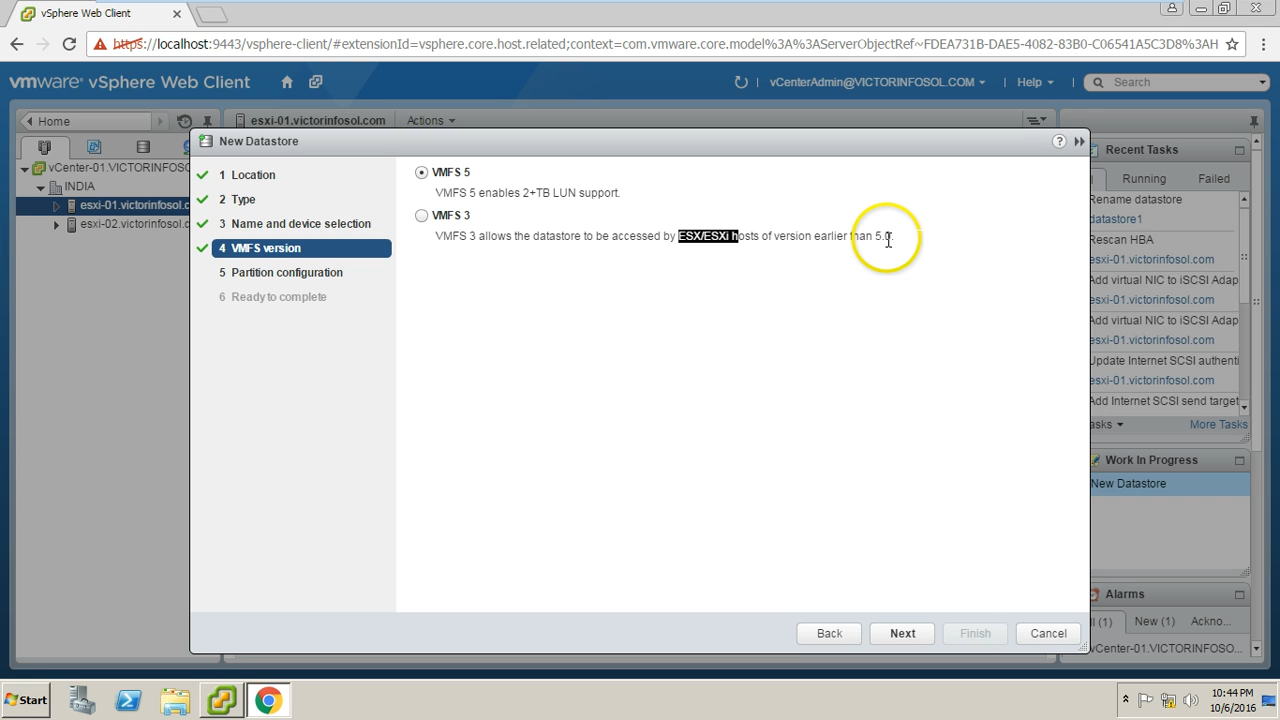 vSphere Web Client
https://localhost:9443/vsphere-client/#extensionId=vsphere.core.host.related;context=com.vmware.core.model%3A%3AServerObjectRef~FDEA731B-DAE5-4082-83B0-C06541A5C3D8%3AH
vmware vSphere Web Client
vCenterAdmin@VICTORINFOSOL.COM
Help
Search
Home
esxi-01.victorinfosol.com
Actions
vCenter-01.VICTORINFOS
INDIA
esxi-01.victorinfosol.c
esxi-02.victorinfosol.c
New Datastore
1 Location
2 Type
3 Name and device selection
4 VMFS version
5 Partition configuration
6 Ready to complete
VMFS 5
VMFS 5 enables 2+TB LUN support.
VMFS 3
VMFS 3 allows the datastore to be accessed by ESX/ESXi hosts of version earlier than 5.0.
Back
Next
Finish
Cancel
Recent Tasks
Running
Failed
Rename datastore
datastore1
Rescan HBA
esxi-01.victorinfosol.com
Add virtual NIC to iSCSI Adap
esxi-01.victorinfosol.com
Add virtual NIC to iSCSI Adap
esxi-01.victorinfosol.com
Update Internet SCSI authenti
esxi-01.victorinfosol.com
Add Internet SCSI send target
asks
More Tasks
Work In Progress
New Datastore
Alarms
ll (1)
New (1)
Ackno...
vCenter-01.VICTORINFOSO...
Start
10:44 PM
10/6/2016